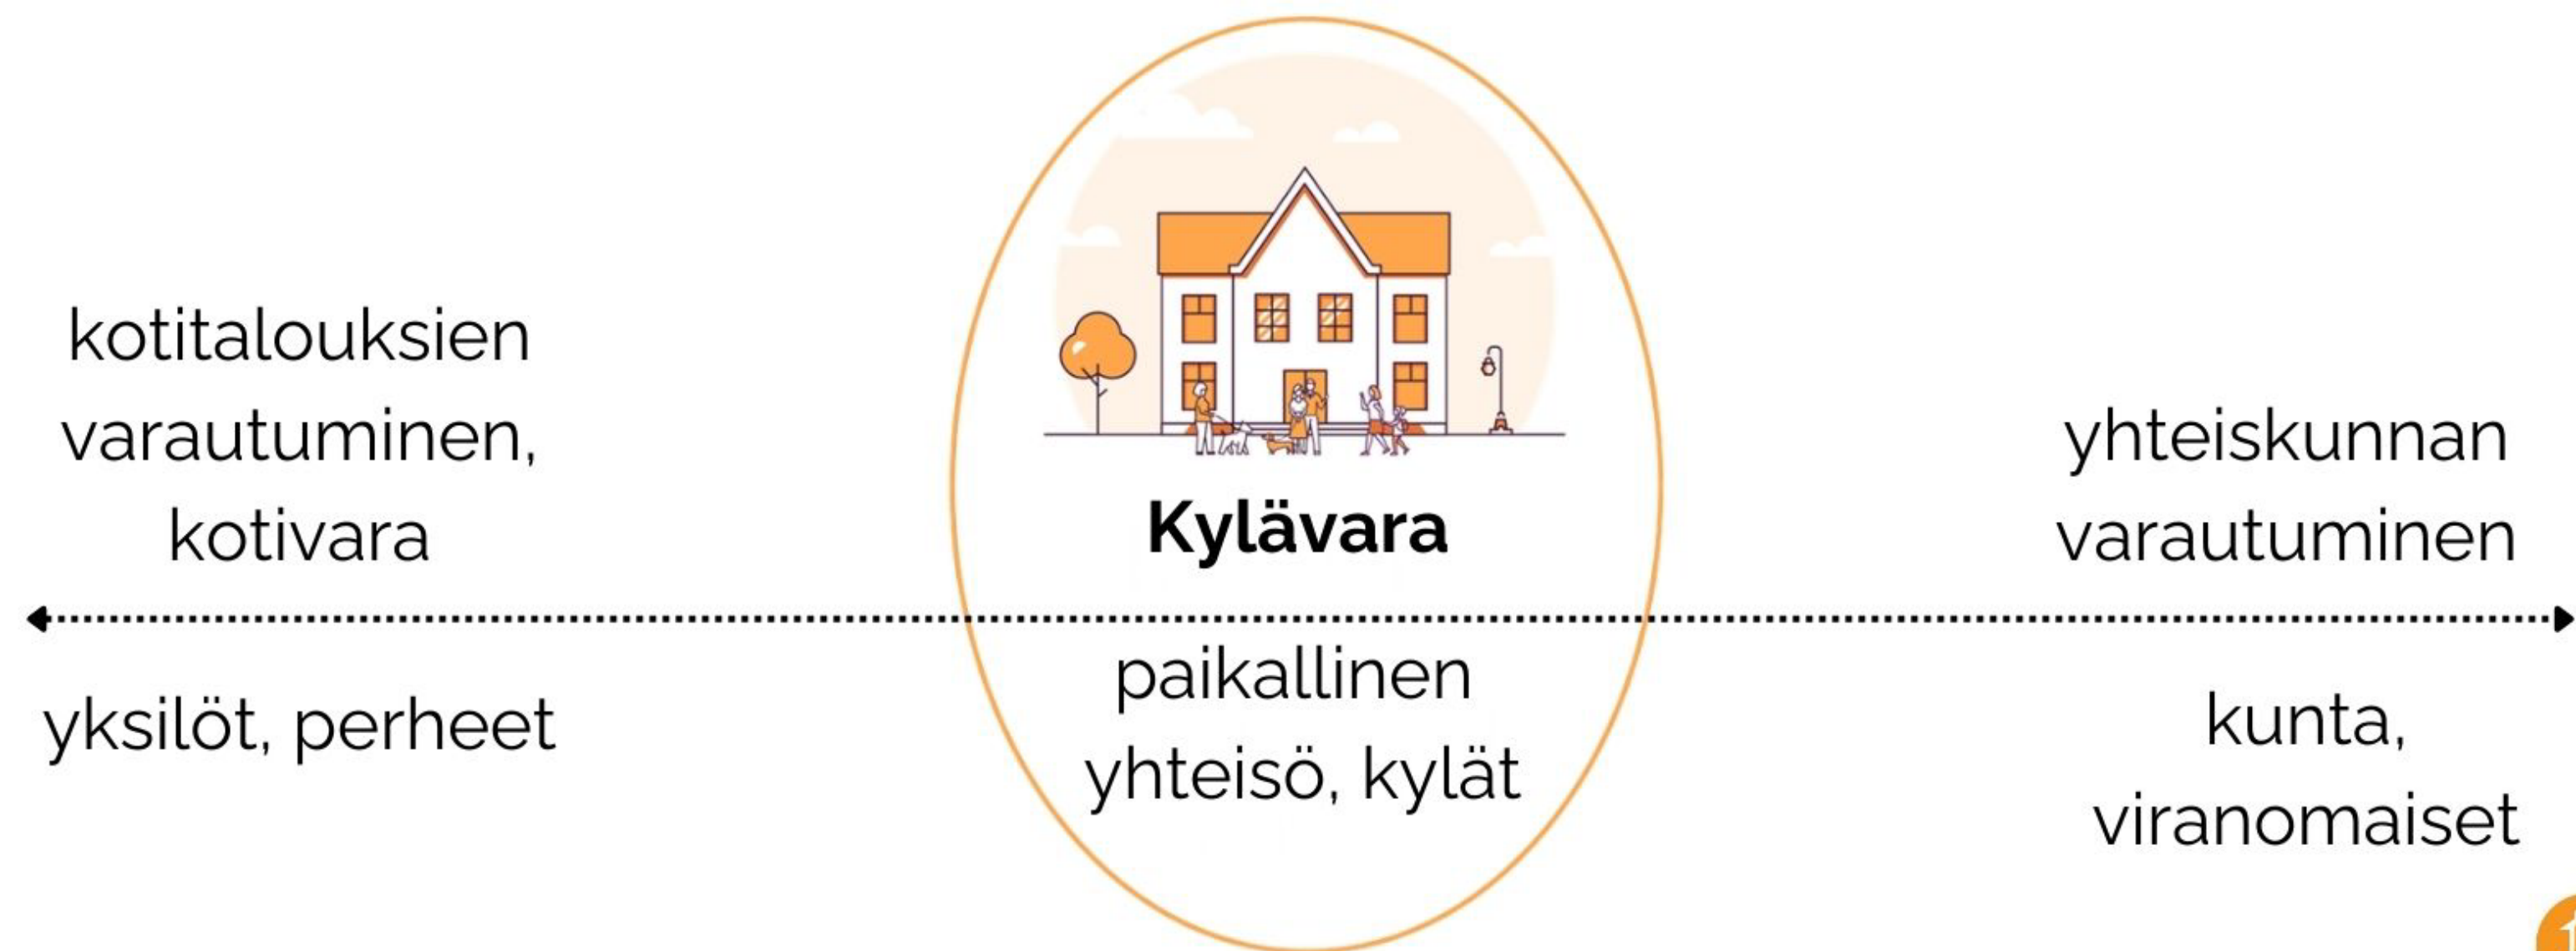 kotitalouksien
varautuminen,
kotivara
yksilöt, perheet
Kylävara
paikallinen
yhteisö, kylät
yhteiskunnan
varautuminen
kunta,
viranomaiset